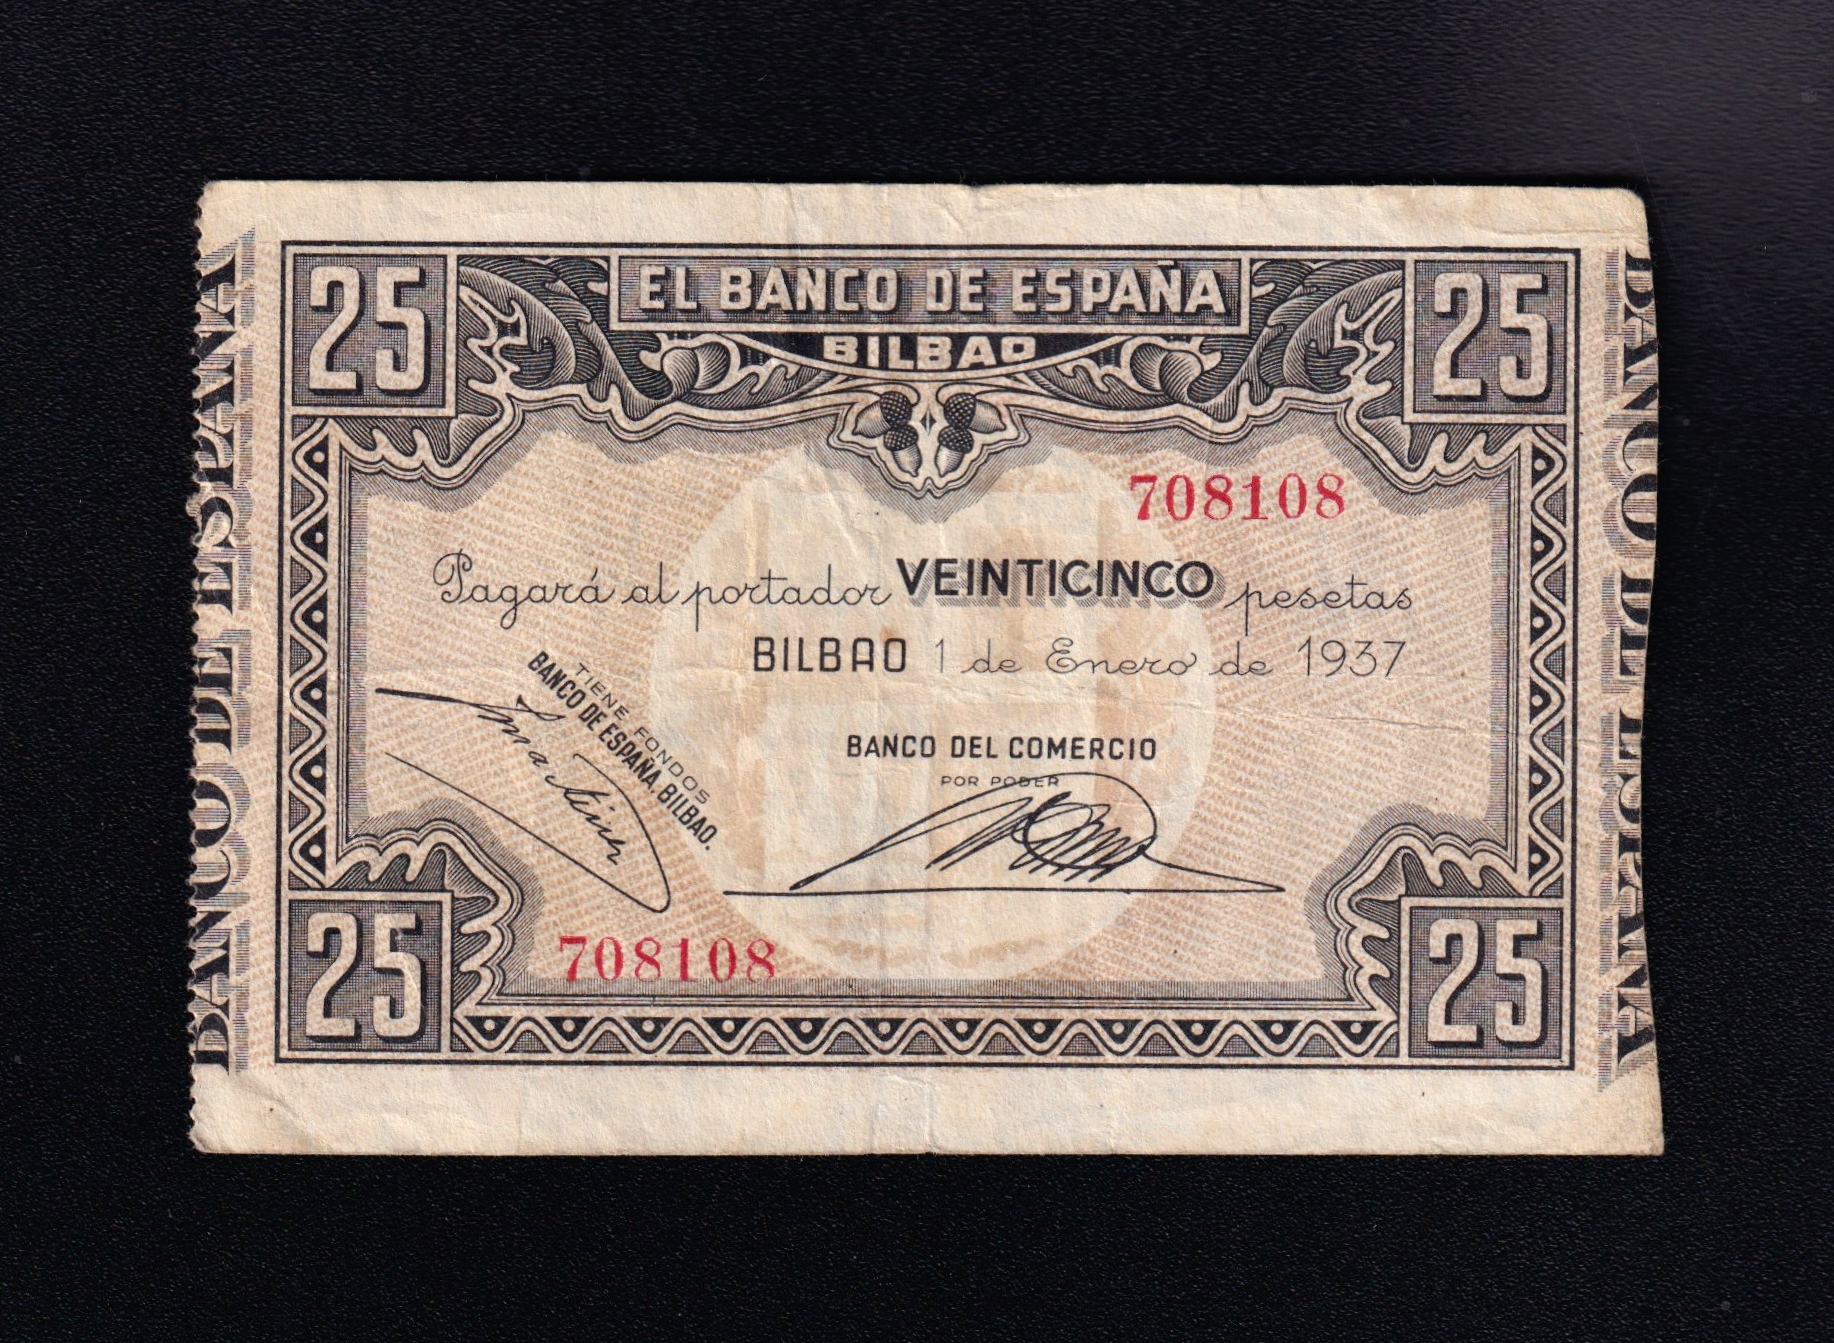 25
EL BANCO DE ESPAÑA
25
BILBAO
BANCO DE ESPAÑA
BANCO DE ESPAÑA
708108
Pagará al portador VEINTICINCO pesetas
BILBAO 1 de Enero de 1937
TIENE FONDOS
BANCO DE ESPAÑA, BILBAO.
BANCO DEL COMERCIO
POR PODER
708108
25
25